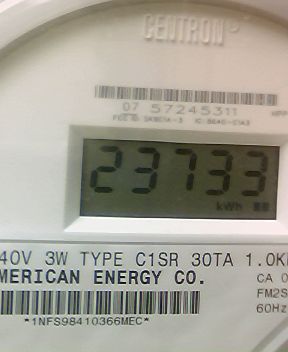 CENTRON
07 57245311
23733
kWh
40V 3W TYPE C1SR 30TA 1.0K
MERICAN ENERGY CO.
CA 0
FM2S
60Hz
*1NFS98410366MEC*